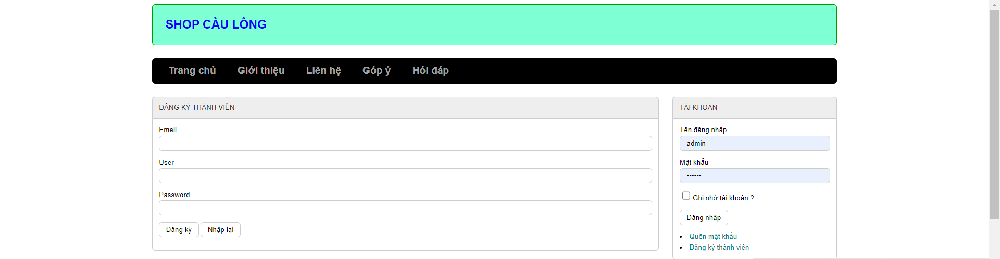 SHOP CẦU LÔNG
Trang chủ Giới thiệu Liên hệ Góp ý Hỏi đáp
ĐĂNG KÝ THÀNH VIÊN
Email
User
Password
Đăng ký Nhập lại
TÀI KHOẢN
Tên đăng nhập
admin
Mật khẩu
••••••
Ghi nhớ tài khoản ?
Đăng nhập
• Quên mật khẩu
• Đăng ký thành viên